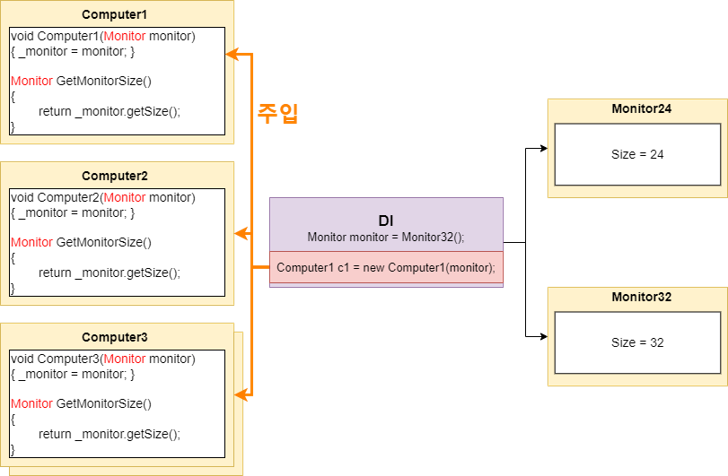 Computer1
void Computer1(Monitor monitor)
{ _monitor = monitor; }
Monitor GetMonitorSize()
{
return _monitor.getSize();
}
주입
Computer2
void Computer2(Monitor monitor)
{ _monitor = monitor; }
Monitor GetMonitorSize()
{
return _monitor.getSize();
}
Computer3
void Computer3(Monitor monitor)
{ _monitor = monitor; }
Monitor GetMonitorSize()
{
return _monitor.getSize();
}
DI
Monitor monitor = Monitor32();
Computer1 c1 = new Computer1(monitor);
Monitor24
Size = 24
Monitor32
Size = 32